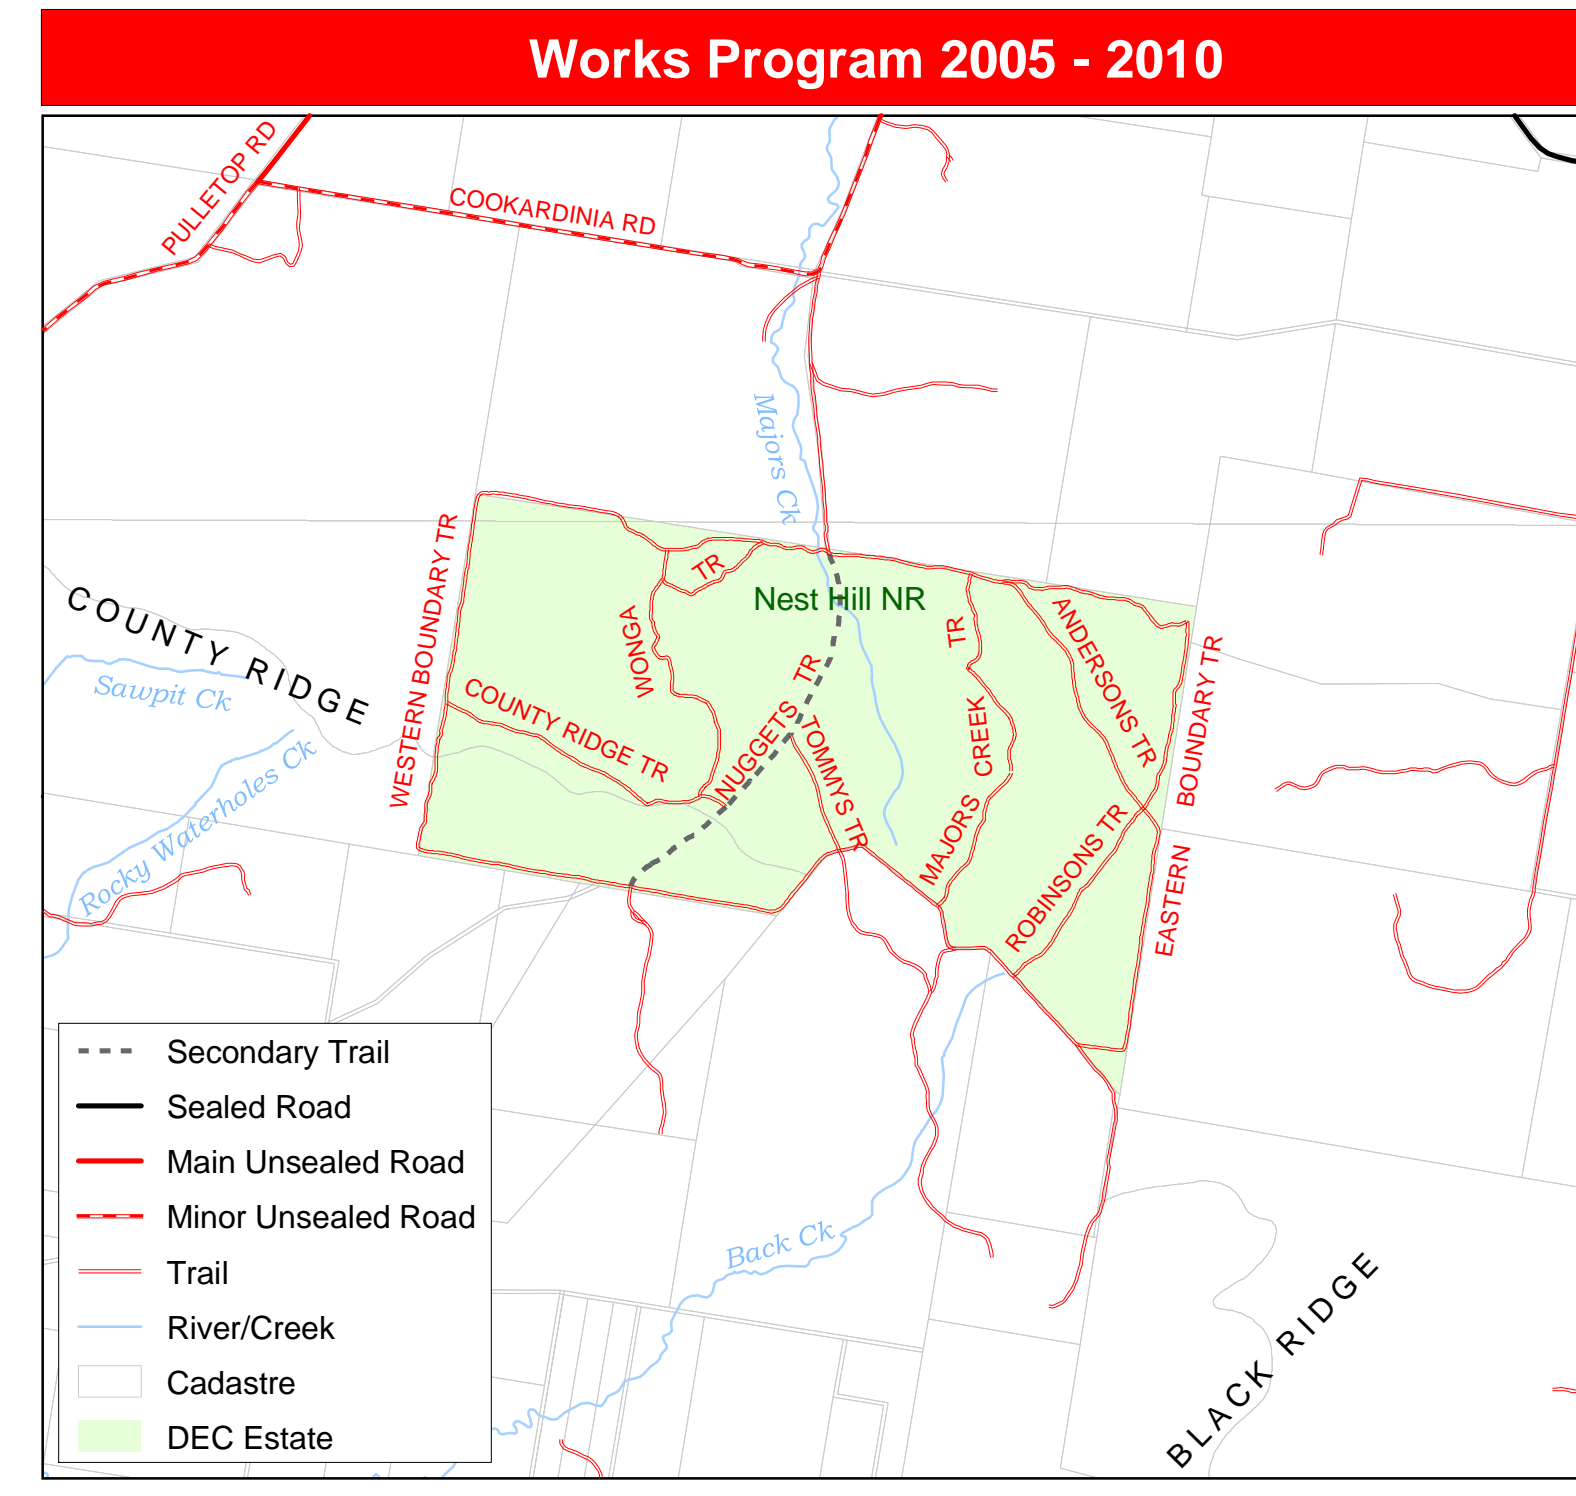 Works Program 2005 - 2010
PULLETOP RD
COOKARDINIA RD
Majors Ck
WESTERN BOUNDARY TR
TR
WONGA
Nest Hill NR
TR
ANDERSONS TR
BOUNDARY TR
EASTERN
COUNTY RIDGE
Sawpit Ck
COUNTY RIDGE TR
NUGGETS TR
TOMMYS TR
CREEK
MAJORS
ROBINSONS TR
Rocky Waterholes Ck
Back Ck
BLACK RIDGE
Secondary Trail
Sealed Road
Main Unsealed Road
Minor Unsealed Road
Trail
River/Creek
Cadastre
DEC Estate